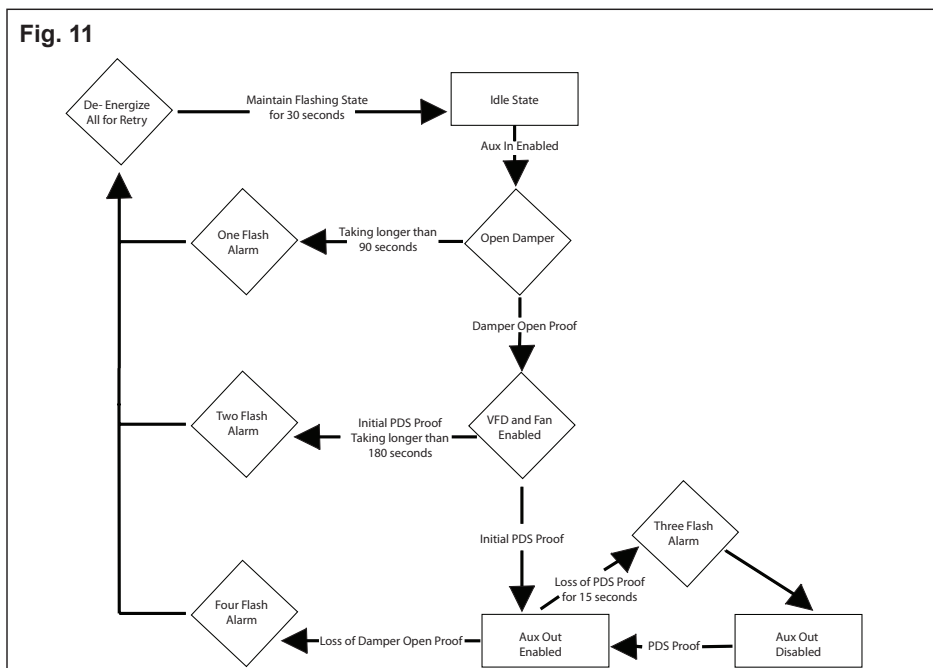 Fig. 11
De- Energize
All for Retry
Maintain Flashing State
for 30 seconds
Idle State
Aux In Enabled
One Flash
Alarm
Taking longer than
90 seconds
Open Damper
Damper Open Proof
Two Flash
Alarm
Initial PDS Proof
Taking longer than
180 seconds
VFD and Fan
Enabled
Initial PDS Proof
Three Flash
Alarm
Loss of PDS Proof
for 15 seconds
Four Flash
Alarm
Loss of Damper Open Proof
Aux Out
Enabled
PDS Proof
Aux Out
Disabled